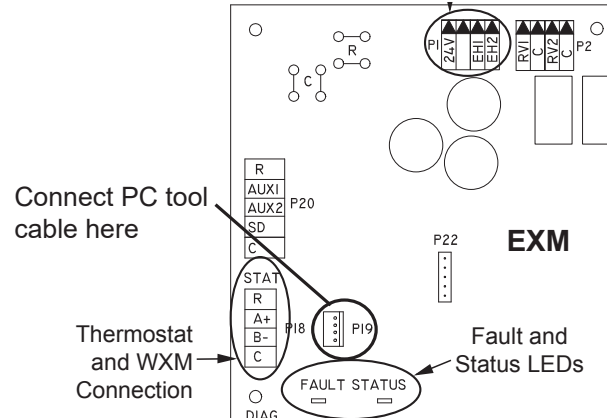 P1
24V
EH1
EH2
RV1
C
RV2
C
P2
R
C
R
AUX1
AUX2
SD
C
P20
Connect PC tool
cable here
P22
EXM
STAT
R
A+
B-
C
P18
P19
Thermostat
and WXM
Connection
Fault and
Status LEDs
FAULT STATUS
DIAG